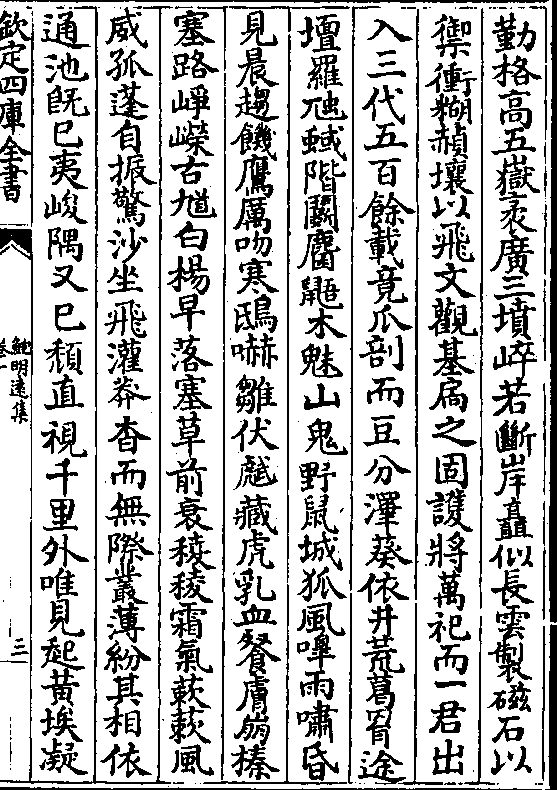 勤格高五嶽袤廣三墳崪若斷岸矗似長雲製磁石以
禦衝糊赬壤以飛文觀基扃之固護將萬祀而一君出
入三代五百餘載竟瓜剖而豆分澤葵依井荒葛罥途
壇羅虺蜮階鬬麏鼯木魅山鬼野鼠城狐風嗥雨嘯昏
見晨趨饑鷹厲吻寒鴟嚇雛伏虣藏虎乳血飱膚崩榛
塞路崢嶸古馗白楊早落塞草前衰稜稜霜氣蔌蔌風
威孤蓬自振驚沙坐飛灌莽杳而無際叢薄紛其相依
通池既已夷峻隅又已頹直視千里外唯見起黃埃凝
欽定四庫全書
鮑明遠集
卷一
三